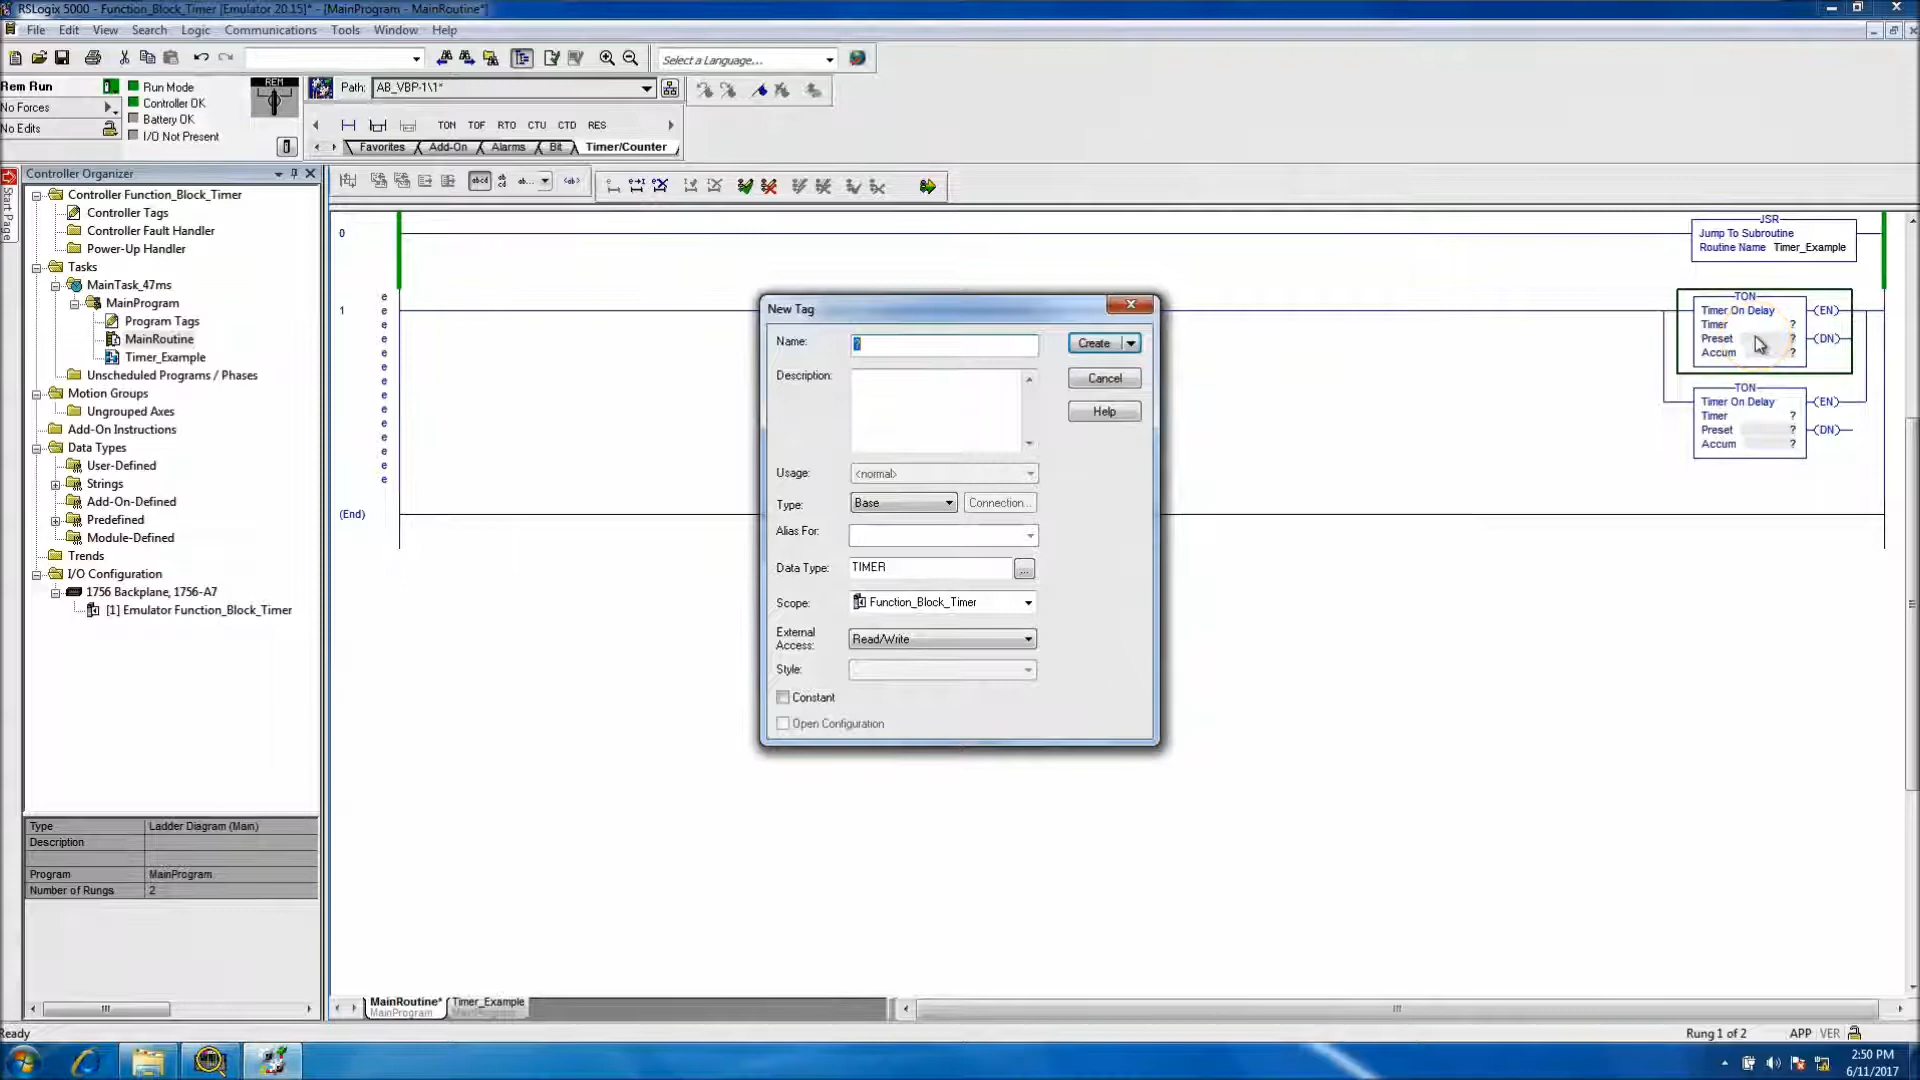 RSLogix 5000 - Function_Block_Timer [Emulator 20.15]* - [MainProgram - MainRoutine*]
File Edit View Search Logic Communications Tools Window Help
Select a Language...
Rem Run
No Forces
No Edits
Run Mode
Controller OK
Battery OK
I/O Not Present
REM
Path: AB_VBP-1\1*
TON TOF RTO CTU CTD RES
Favorites Add-On Alarms Bit Timer/Counter
Start Page
Controller Organizer
Controller Function_Block_Timer
Controller Tags
Controller Fault Handler
Power-Up Handler
Tasks
MainTask_47ms
MainProgram
Program Tags
MainRoutine
Timer_Example
Unscheduled Programs / Phases
Motion Groups
Ungrouped Axes
Add-On Instructions
Data Types
User-Defined
Strings
Add-On-Defined
Predefined
Module-Defined
Trends
I/O Configuration
1756 Backplane, 1756-A7
[1] Emulator Function_Block_Timer
Type Ladder Diagram (Main)
Description
Program MainProgram
Number of Rungs 2
0
JSR
Jump To Subroutine
Routine Name Timer_Example
1
e
e
e
e
e
e
e
e
e
e
e
e
e
e
TON
Timer On Delay (EN)
Timer ?
Preset ? (DN)
Accum ?
TON
Timer On Delay (EN)
Timer ?
Preset ? (DN)
Accum ?
(End)
New Tag
Name: ? Create
Description: Cancel
Help
Usage: <normal>
Type: Base Connection...
Alias For:
Data Type: TIMER ...
Scope: Function_Block_Timer
External Access: Read/Write
Style:
Constant
Open Configuration
MainRoutine* Timer_Example
MainProgram MainProgram
Ready
Rung 1 of 2 APP VER
2:50 PM
6/11/2017